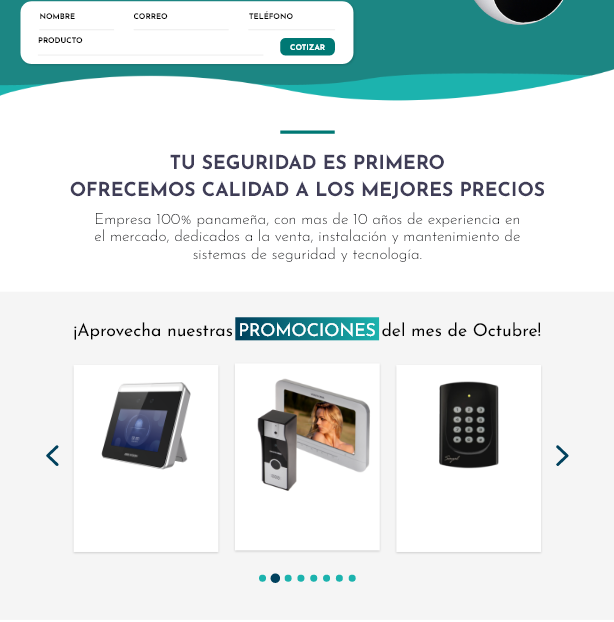 NOMBRE CORREO TELÉFONO
PRODUCTO COTIZAR
TU SEGURIDAD ES PRIMERO
OFRECEMOS CALIDAD A LOS MEJORES PRECIOS
Empresa 100% panameña, con mas de 10 años de experiencia en
el mercado, dedicados a la venta, instalación y mantenimiento de
sistemas de seguridad y tecnología.
¡Aprovecha nuestras PROMOCIONES del mes de Octubre!